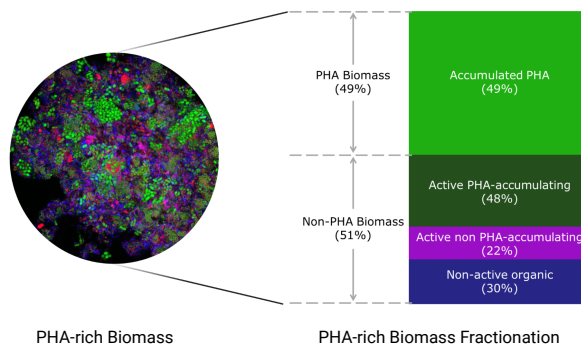 PHA Biomass
(49%)
Accumulated PHA
(49%)
Non-PHA Biomass
(51%)
Active PHA-accumulating
(48%)
Active non PHA-accumulating
(22%)
Non-active organic
(30%)
PHA-rich Biomass
PHA-rich Biomass Fractionation